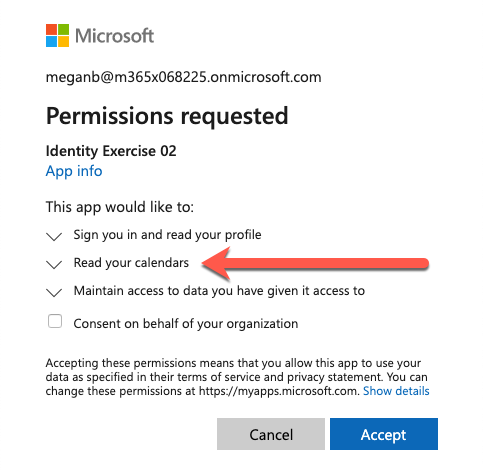 Microsoft
meganb@m365x068225.onmicrosoft.com
Permissions requested
Identity Exercise 02
App info
This app would like to:
Sign you in and read your profile
Read your calendars
Maintain access to data you have given it access to
Consent on behalf of your organization
Accepting these permissions means that you allow this app to use your
data as specified in their terms of service and privacy statement. You can
change these permissions at https://myapps.microsoft.com. Show details
Cancel
Accept